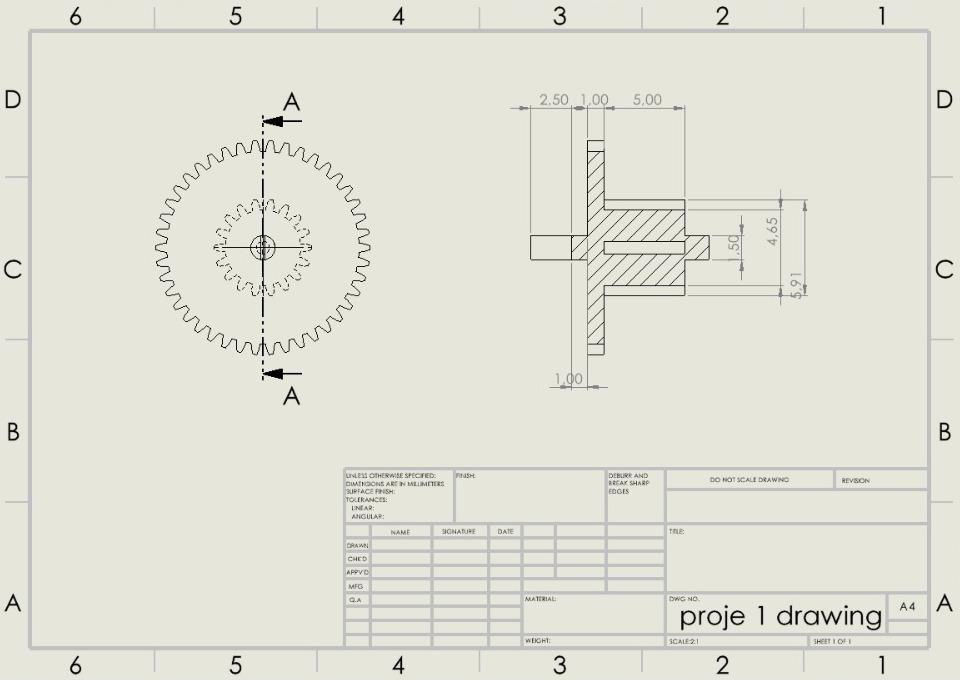 6 5 4 3 2 1
D D
A
2,50 1,00 5,00
C C
1,50
4,65
5,91
A
1,00
B B
UNLESS OTHERWISE SPECIFIED:
DIMENSIONS ARE IN MILLIMETERS
SURFACE FINISH:
TOLERANCES:
LINEAR:
ANGULAR:
FINISH:
DEBURR AND
BREAK SHARP
EDGES
DO NOT SCALE DRAWING
REVISION
NAME SIGNATURE DATE
TITLE:
DRAWN
CHK'D
APPV'D
MFG
Q.A
MATERIAL:
DWG NO.
proje 1 drawing
A4
A A
WEIGHT:
SCALE:2:1
SHEET 1 OF 1
6 5 4 3 2 1